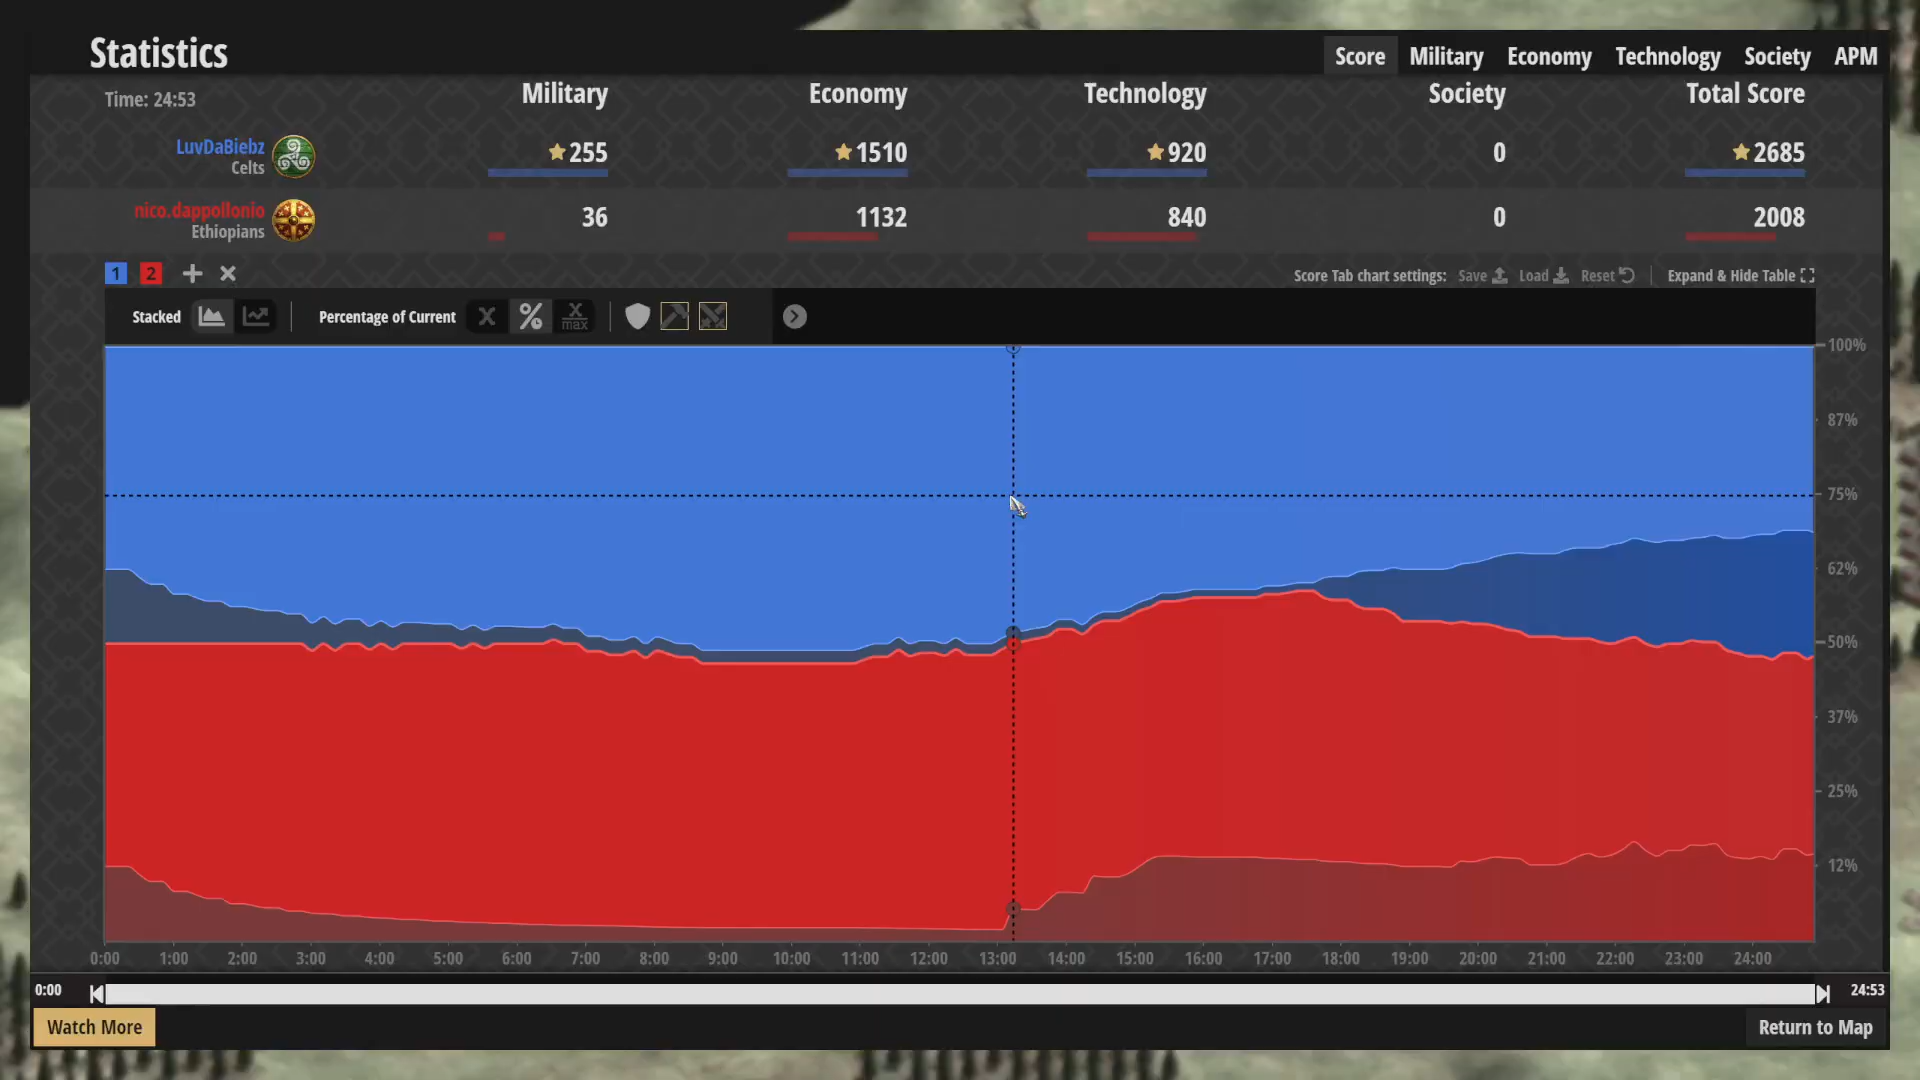 Statistics
Score Military Economy Technology Society APM
Time: 24:53 Military Economy Technology Society Total Score
LuvDaBiebz
Celts
255 1510 920 0 2685
nico.dappollonio
Ethiopians
36 1132 840 0 2008
1 2
Score Tab chart settings: Save Load Reset Expand & Hide Table
Stacked Percentage of Current X % X
max
100%
87%
75%
62%
50%
37%
25%
12%
0:00 1:00 2:00 3:00 4:00 5:00 6:00 7:00 8:00 9:00 10:00 11:00 12:00 13:00 14:00 15:00 16:00 17:00 18:00 19:00 20:00 21:00 22:00 23:00 24:00
0:00 24:53
Watch More Return to Map